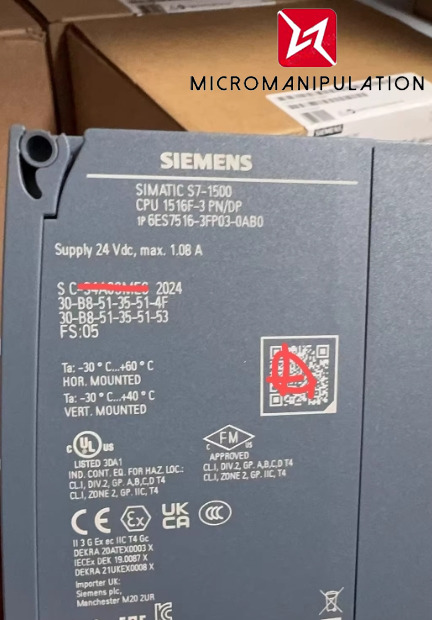 MICROMANIPULATION
SIEMENS
SIMATIC S7-1500
CPU 1516F-3 PN/DP
1P 6ES7516-3FP03-0AB0
Supply 24 Vdc, max. 1.08 A
S C- 2024
30-B8-51-35-51-4F
30-B8-51-35-51-53
FS:05
Ta: -30 ° C...+60 ° C
HOR. MOUNTED
Ta: -30 ° C...+40 ° C
VERT. MOUNTED
c UL us
LISTED 3DA1
IND. CONT. EQ. FOR HAZ. LOC.:
CL.I, DIV.2, GP. A,B,C,D T4
CL.I, ZONE 2, GP. IIC, T4
c FM us
APPROVED
CL.I, DIV.2, GP. A,B,C,D T4
CL.I, ZONE 2, GP. IIC, T4
CE Ex UK CA CCC
II 3 G Ex ec IIC T4 Gc
DEKRA 20ATEX0003 X
IECEx DEK 19.0087 X
DEKRA 21UKEX0008 X
Importer UK:
Siemens plc,
Manchester M20 2UR